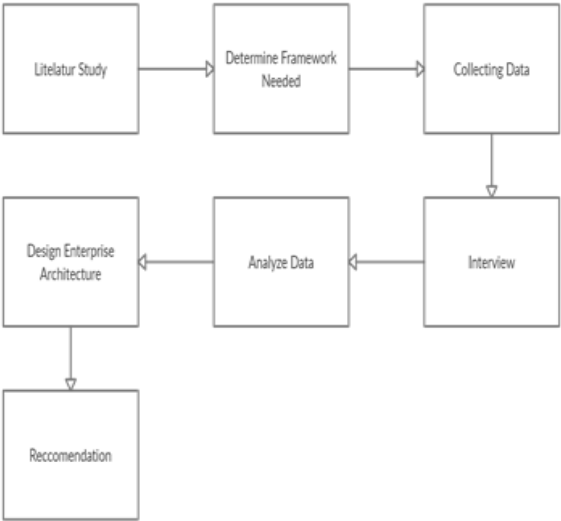 Litelatur Study
Determine Framework
Needed
Collecting Data
Interview
Analyze Data
Design Enterprise
Architecture
Reccomendation